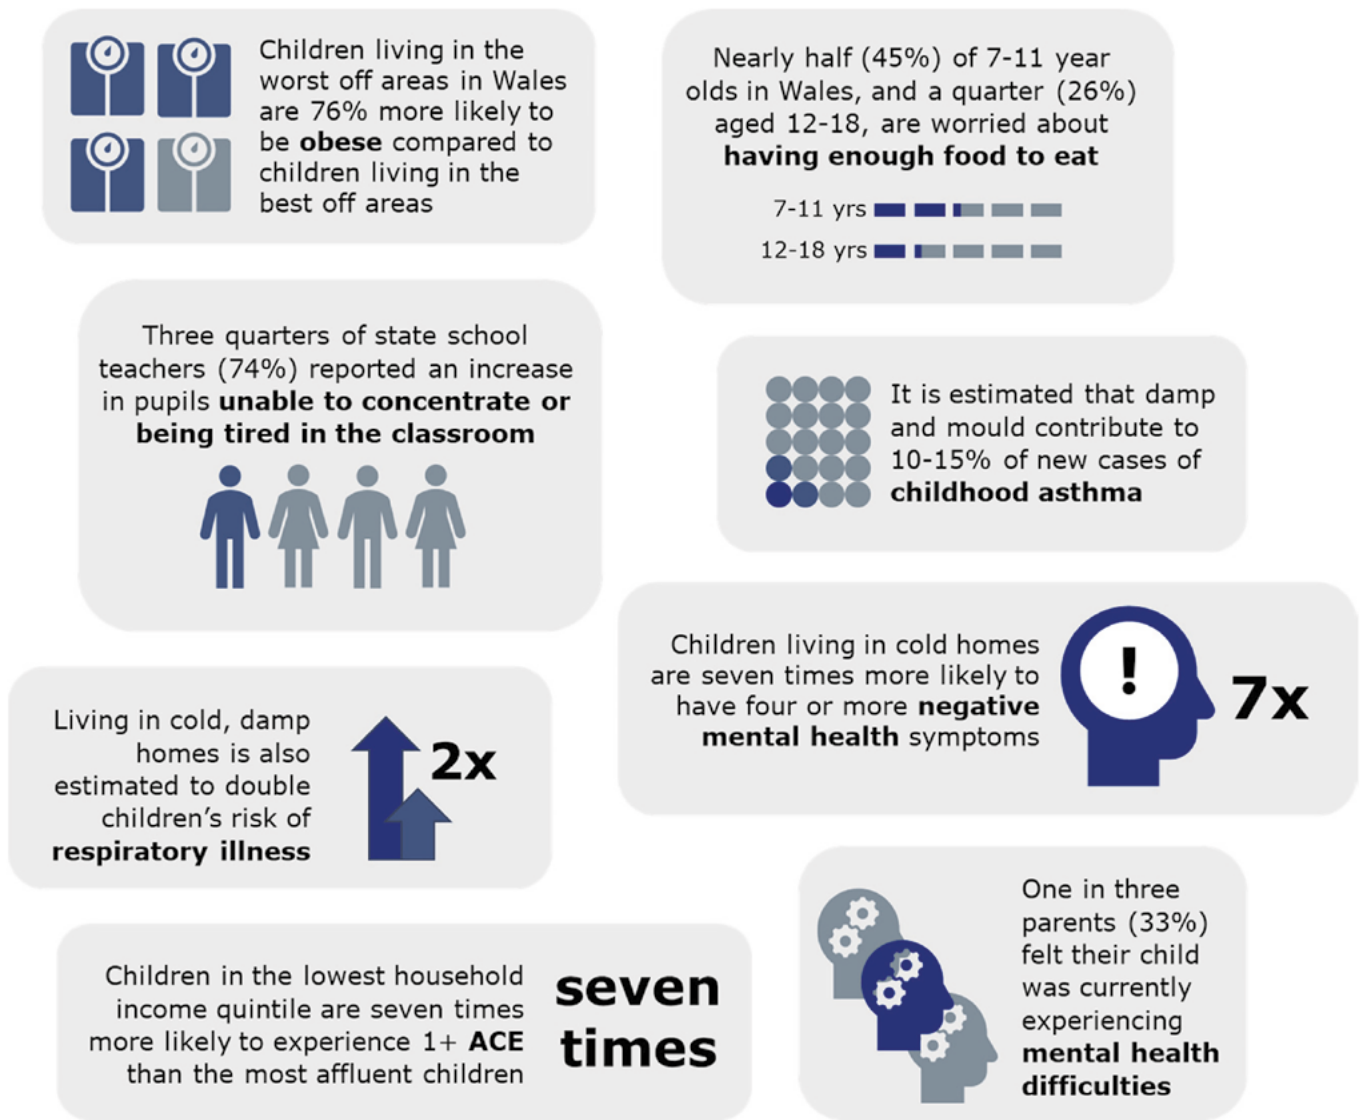 Children living in the
worst off areas in Wales
are 76% more likely to
be obese compared to
children living in the
best off areas
Nearly half (45%) of 7-11 year
olds in Wales, and a quarter (26%)
aged 12-18, are worried about
having enough food to eat
7-11 yrs
12-18 yrs
Three quarters of state school
teachers (74%) reported an increase
in pupils unable to concentrate or
being tired in the classroom
It is estimated that damp
and mould contribute to
10-15% of new cases of
childhood asthma
Children living in cold homes
are seven times more likely to
have four or more negative
mental health symptoms
!
7x
Living in cold, damp
homes is also
estimated to double
children's risk of
respiratory illness
2x
Children in the lowest household
income quintile are seven times
more likely to experience 1+ ACE
than the most affluent children
seven
times
One in three
parents (33%)
felt their child
was currently
experiencing
mental health
difficulties